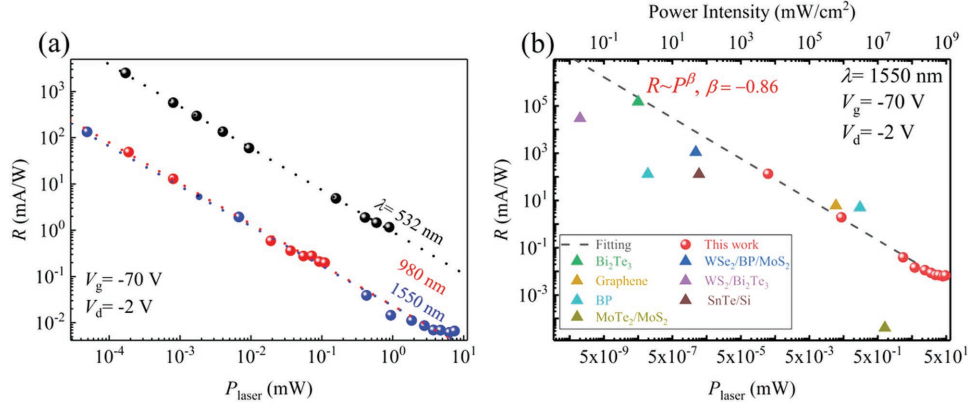 (a)
R (mA/W)
10³
10²
10¹
10⁰
10⁻¹
10⁻²
λ= 532 nm
980 nm
1550 nm
V_g= -70 V
V_d= -2 V
10⁻⁴ 10⁻³ 10⁻² 10⁻¹ 10⁰ 10¹
P_laser (mW)
Power Intensity (mW/cm²)
(b)
10⁻¹ 10¹ 10³ 10⁵ 10⁷ 10⁹
R~P^β, β = −0.86
λ= 1550 nm
V_g= -70 V
V_d= -2 V
R (mA/W)
10⁵
10³
10¹
10⁻¹
10⁻⁴
Fitting
This work
Bi₂Te₃
WSe₂/BP/MoS₂
Graphene
WS₂/Bi₂Te₃
BP
SnTe/Si
MoTe₂/MoS₂
5x10⁻⁹ 5x10⁻⁷ 5x10⁻⁵ 5x10⁻³ 5x10⁻¹ 5x10¹
P_laser (mW)